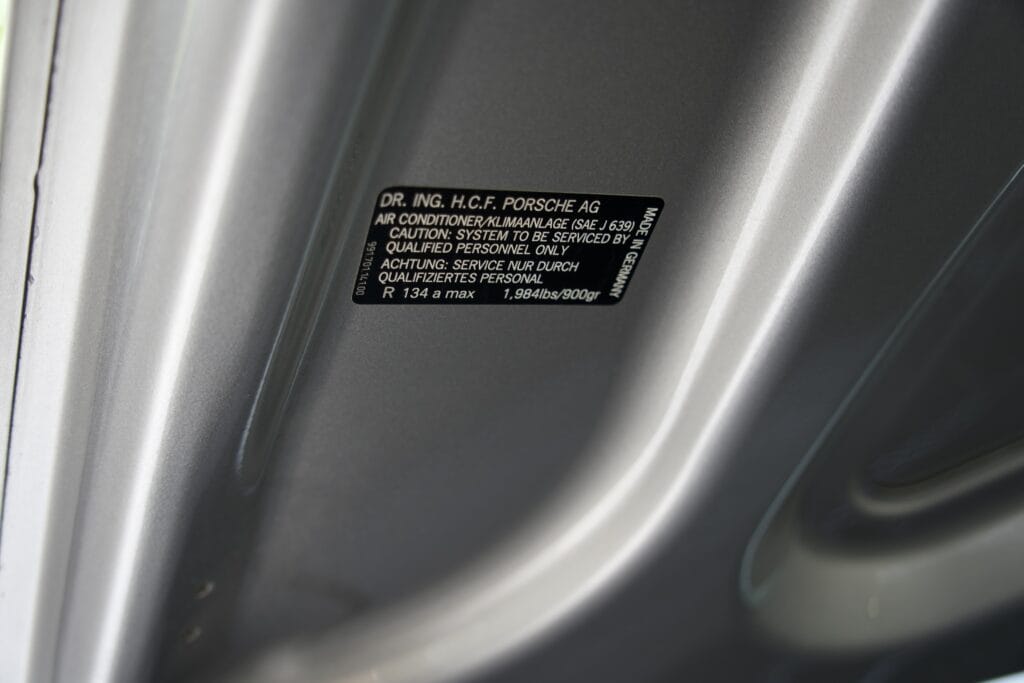 DR. ING. H.C.F. PORSCHE AG
AIR CONDITIONER/KLIMAANLAGE (SAE J 639)
CAUTION: SYSTEM TO BE SERVICED BY
QUALIFIED PERSONNEL ONLY
ACHTUNG: SERVICE NUR DURCH
QUALIFIZIERTES PERSONAL
R 134 a max 1,984lbs/900gr
MADE IN GERMANY
99170114100